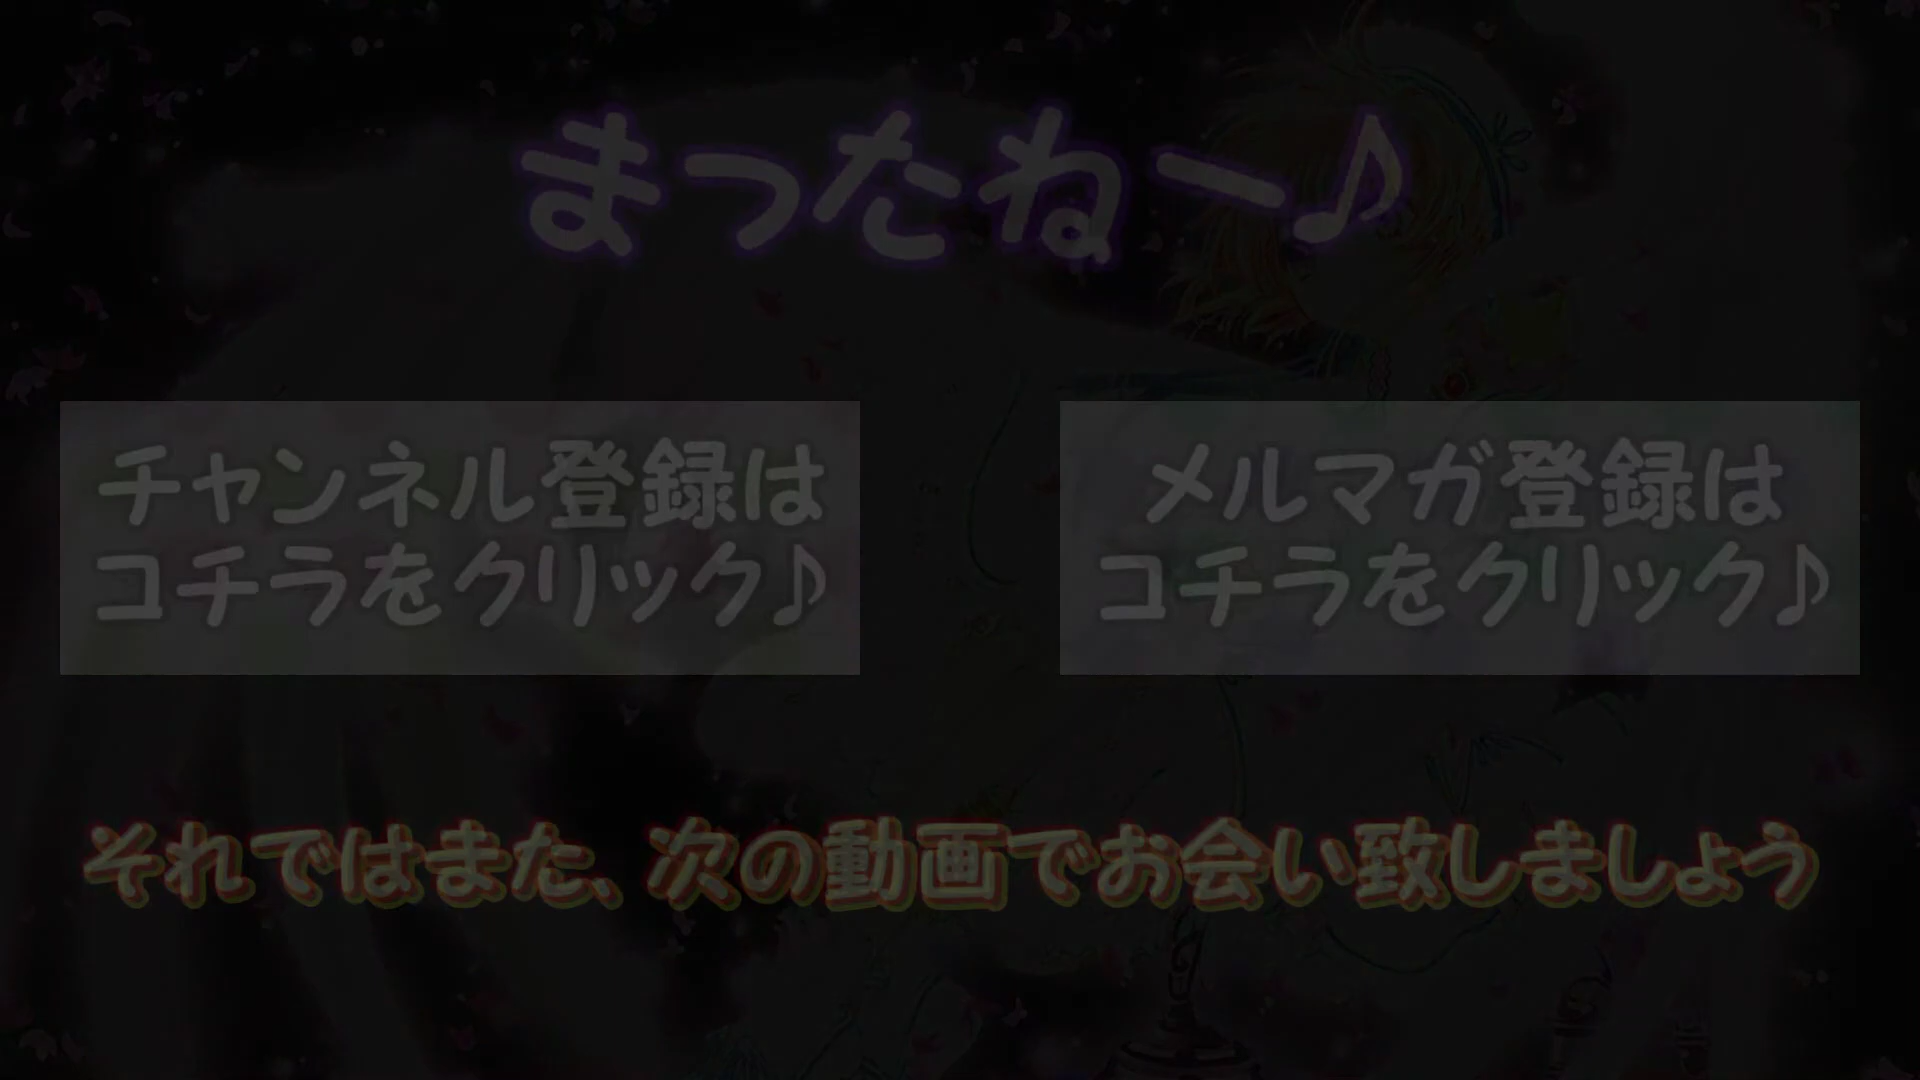 まったねー♪
チャンネル登録は
コチラをクリック♪
メルマガ登録は
コチラをクリック♪
それではまた、次の動画でお会い致しましょう